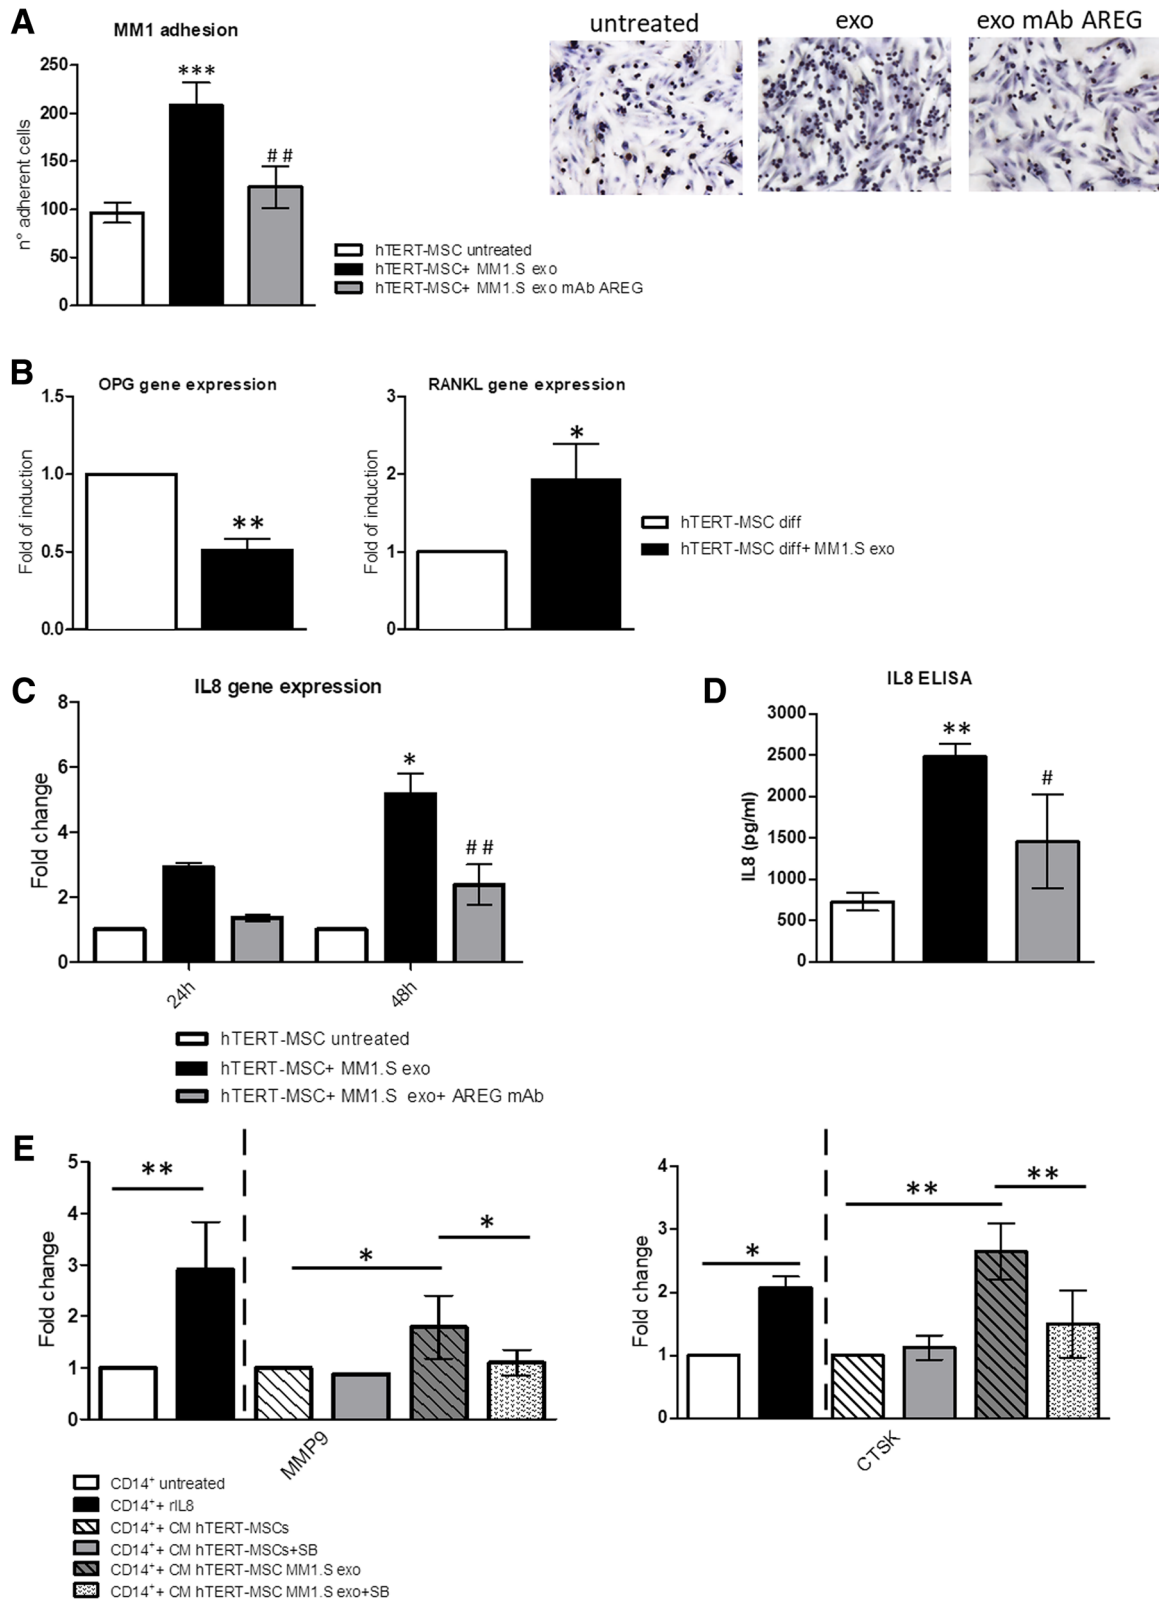 A
MM1 adhesion
untreated
exo
exo mAb AREG
n° adherent cells
250
200
150
100
50
0
***
##
hTERT-MSC untreated
hTERT-MSC+ MM1.S exo
hTERT-MSC+ MM1.S exo mAb AREG
B
OPG gene expression
Fold of induction
1.5
1.0
0.5
0.0
**
RANKL gene expression
Fold of induction
3
2
1
0
*
hTERT-MSC diff
hTERT-MSC diff+ MM1.S exo
C
IL8 gene expression
Fold change
8
6
4
2
0
*
##
24h
48h
hTERT-MSC untreated
hTERT-MSC+ MM1.S exo
hTERT-MSC+ MM1.S exo+ AREG mAb
D
IL8 ELISA
IL8 (pg/ml)
3000
2500
2000
1500
1000
500
0
**
#
E
Fold change
5
4
3
2
1
0
**
*
*
MMP9
Fold change
4
3
2
1
0
*
**
**
CTSK
CD14⁺ untreated
CD14⁺+ rIL8
CD14⁺+ CM hTERT-MSCs
CD14⁺+ CM hTERT-MSCs+SB
CD14⁺+ CM hTERT-MSC MM1.S exo
CD14⁺+ CM hTERT-MSC MM1.S exo+SB